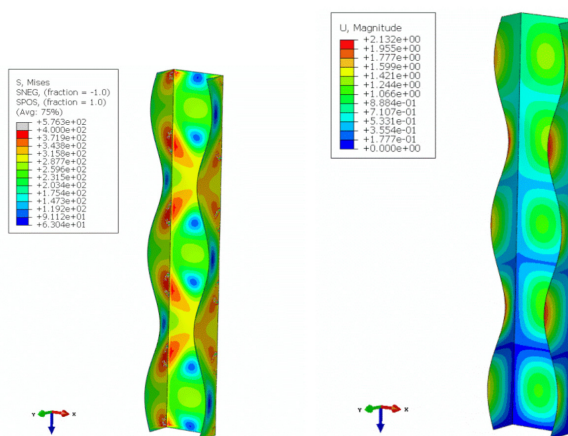 S, Mises
SNEG, (fraction = -1.0)
SPOS, (fraction = 1.0)
(Avg: 75%)
+5.763e+02
+4.000e+02
+3.719e+02
+3.438e+02
+3.158e+02
+2.877e+02
+2.596e+02
+2.315e+02
+2.034e+02
+1.754e+02
+1.473e+02
+1.192e+02
+9.112e+01
+6.304e+01
U, Magnitude
+2.132e+00
+1.955e+00
+1.777e+00
+1.599e+00
+1.421e+00
+1.244e+00
+1.066e+00
+8.884e-01
+7.107e-01
+5.331e-01
+3.554e-01
+1.777e-01
+0.000e+00
Y X
Y X